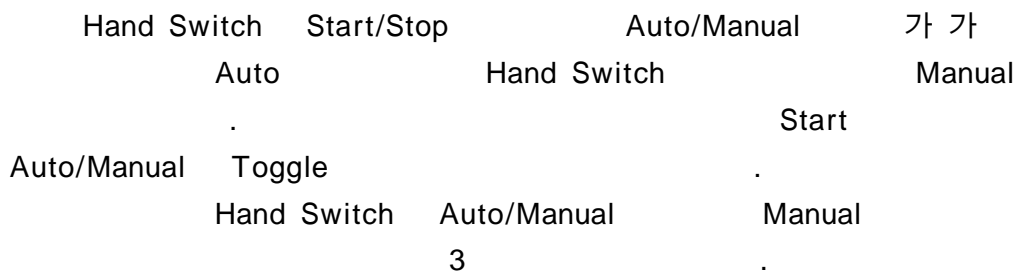 Hand Switch Start/Stop Auto/Manual 가 가
Auto Hand Switch Manual
. Start
Auto/Manual Toggle .
Hand Switch Auto/Manual Manual
3 .